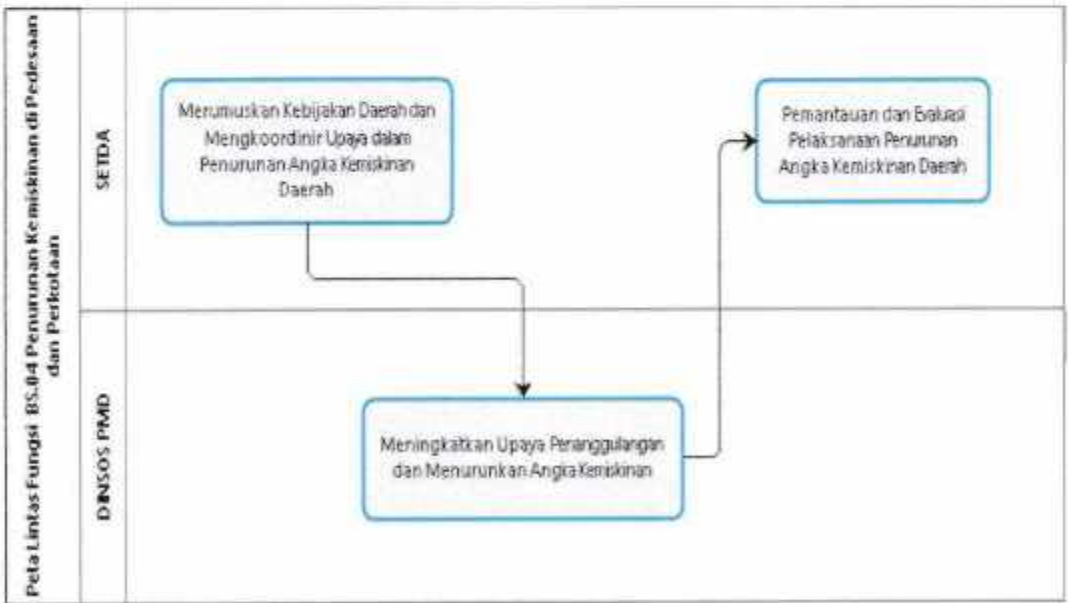 Peta Lintas Fungsi BS.04 Penurunan Kemiskinan di Pedesaan
dan Perkotaan
SETDA
Merumuskan Kebijakan Daerah dan
Mengkoordinir Upaya dalam
Penurunan Angka Kemiskinan
Daerah
Pemantauan dan Evaluasi
Pelaksanaan Penurunan
Angka Kemiskinan Daerah
DINSOS PMD
Meningkatkan Upaya Penanggulangan
dan Menurunkan Angka Kemiskinan